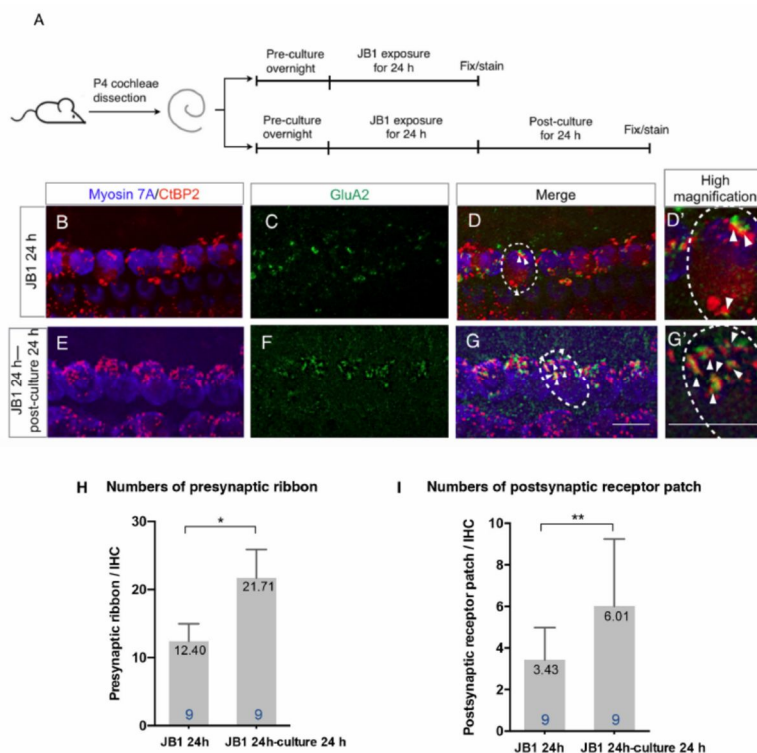 A
P4 cochleae
dissection
Pre-culture
overnight
JB1 exposure
for 24 h
Fix/stain
Pre-culture
overnight
JB1 exposure
for 24 h
Post-culture
for 24 h
Fix/stain
Myosin 7A/CtBP2
GluA2
Merge
High
magnification
JB1 24 h
B
C
D
D'
JB1 24 h—
post-culture 24 h
E
F
G
G'
H Numbers of presynaptic ribbon
Presynaptic ribbon / IHC
30
20
10
0
*
12.40
21.71
9
9
JB1 24h
JB1 24h-culture 24 h
I Numbers of postsynaptic receptor patch
Postsynaptic receptor patch / IHC
10
8
6
4
2
0
**
3.43
6.01
9
9
JB1 24h
JB1 24h-culture 24 h